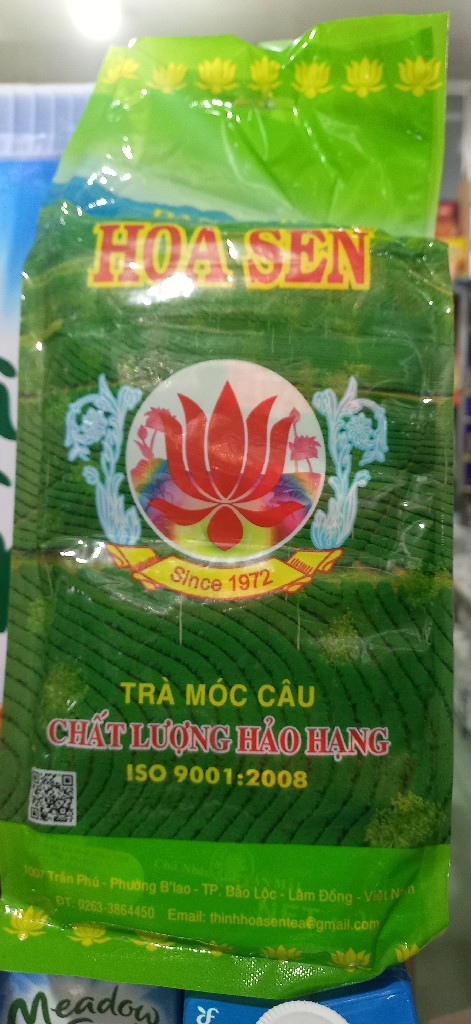 HOA SEN
Since 1972
TRÀ MÓC CÂU
CHẤT LƯỢNG HẢO HẠNG
ISO 9001:2008
1007 Trần Phú - Phường B'lao - TP. Bảo Lộc - Lâm Đồng - Việt Nam
ĐT: 0263-3864450 Email: thinhhoasentea@gmail.com
Meadow